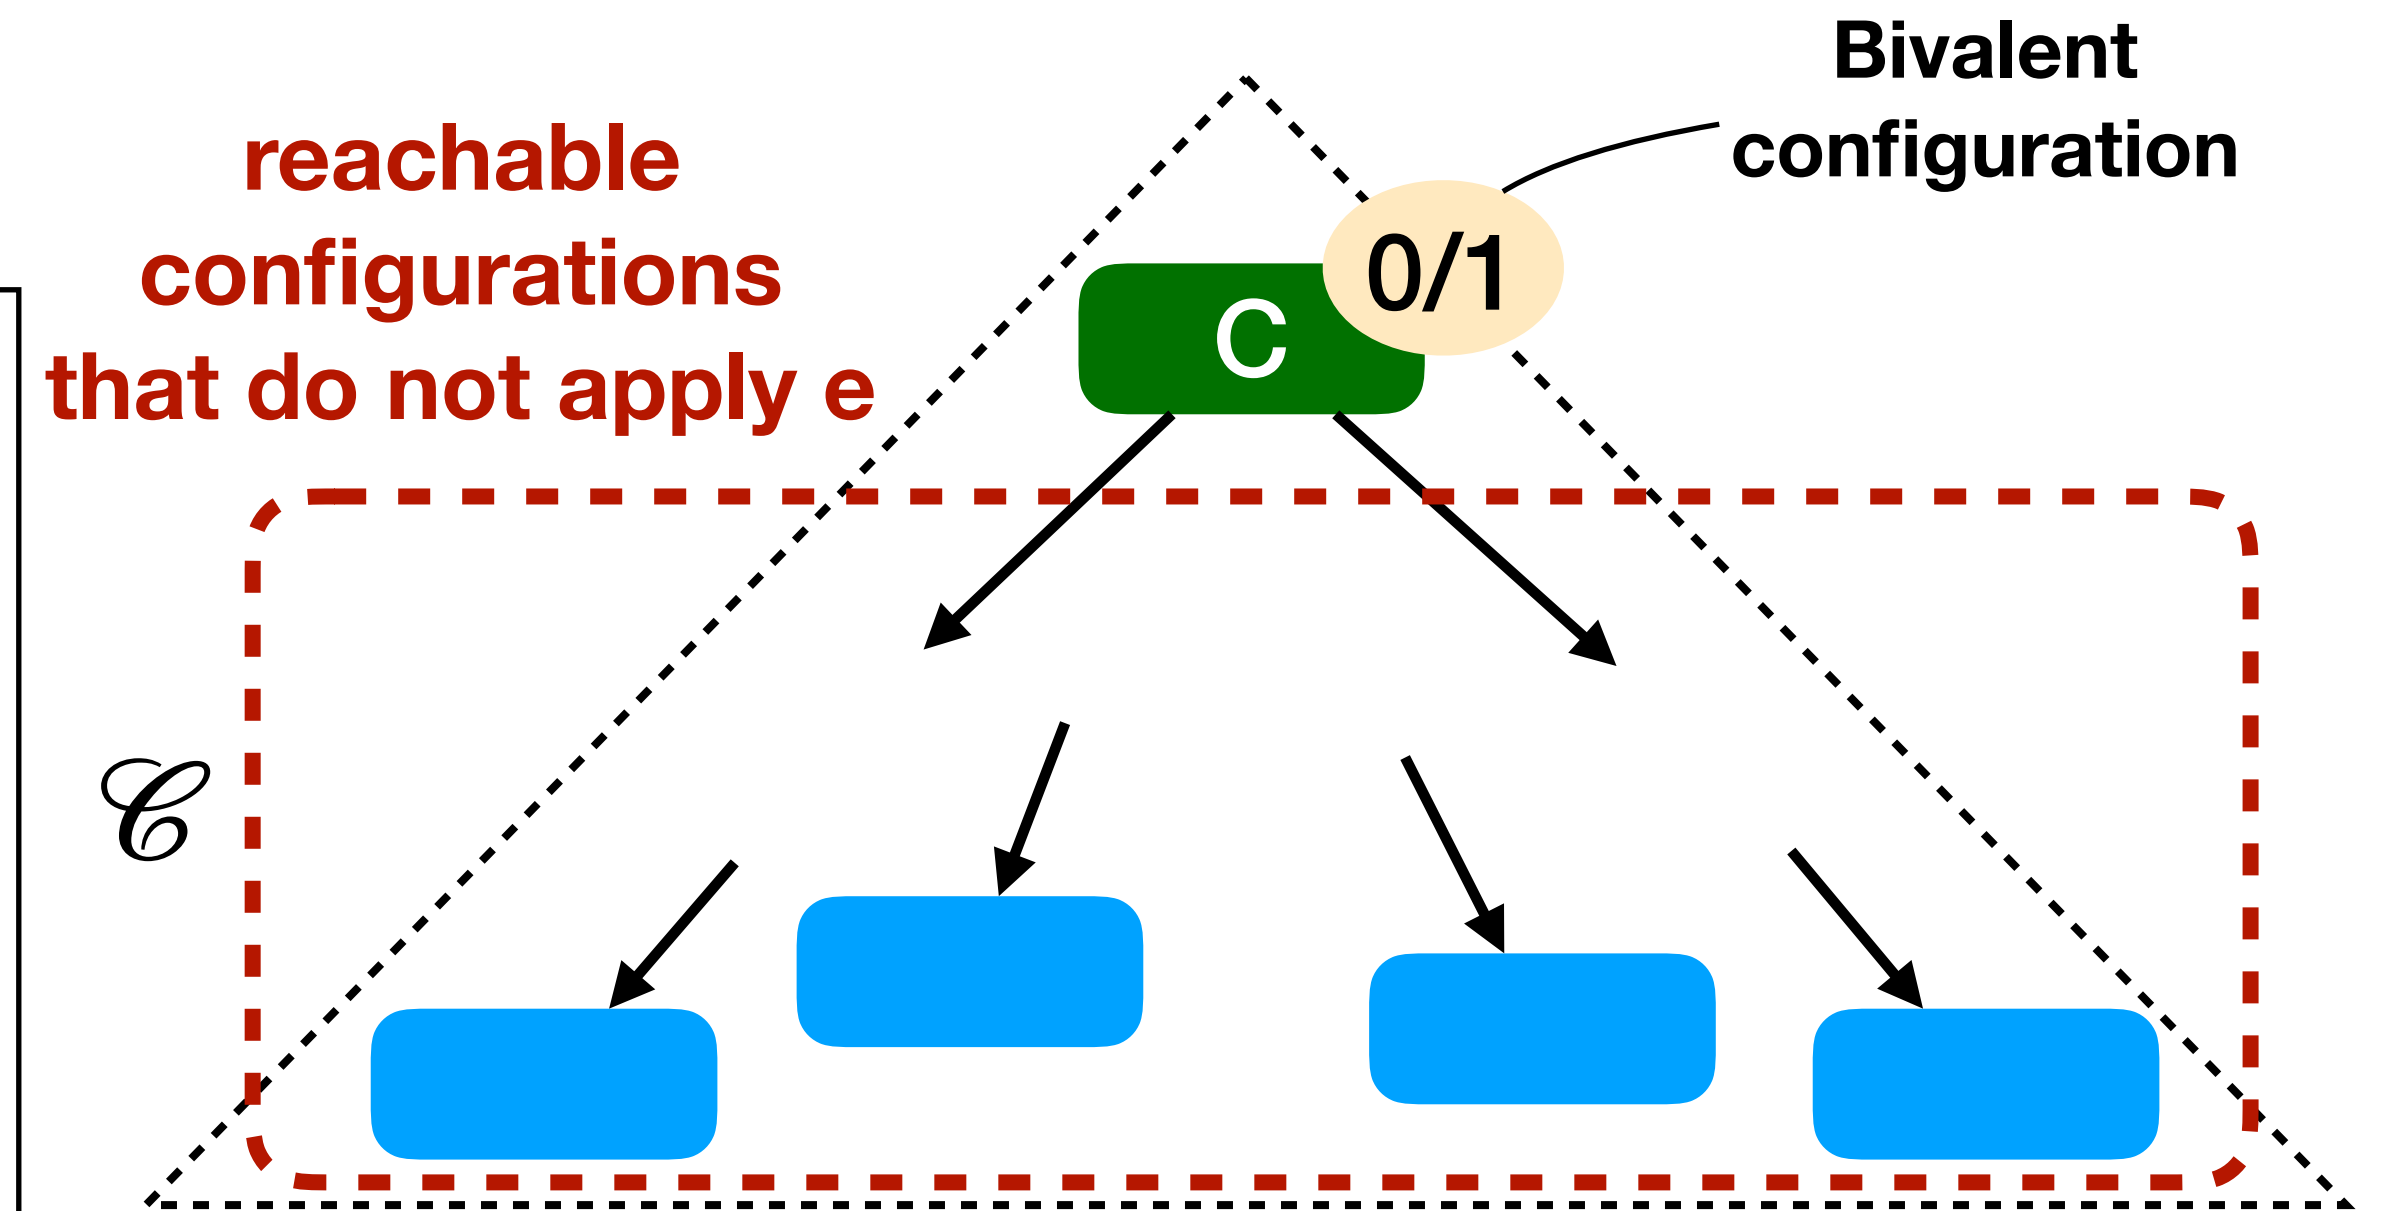 Bivalent
configuration
reachable
configurations
that do not apply e
0/1
C
𝒞